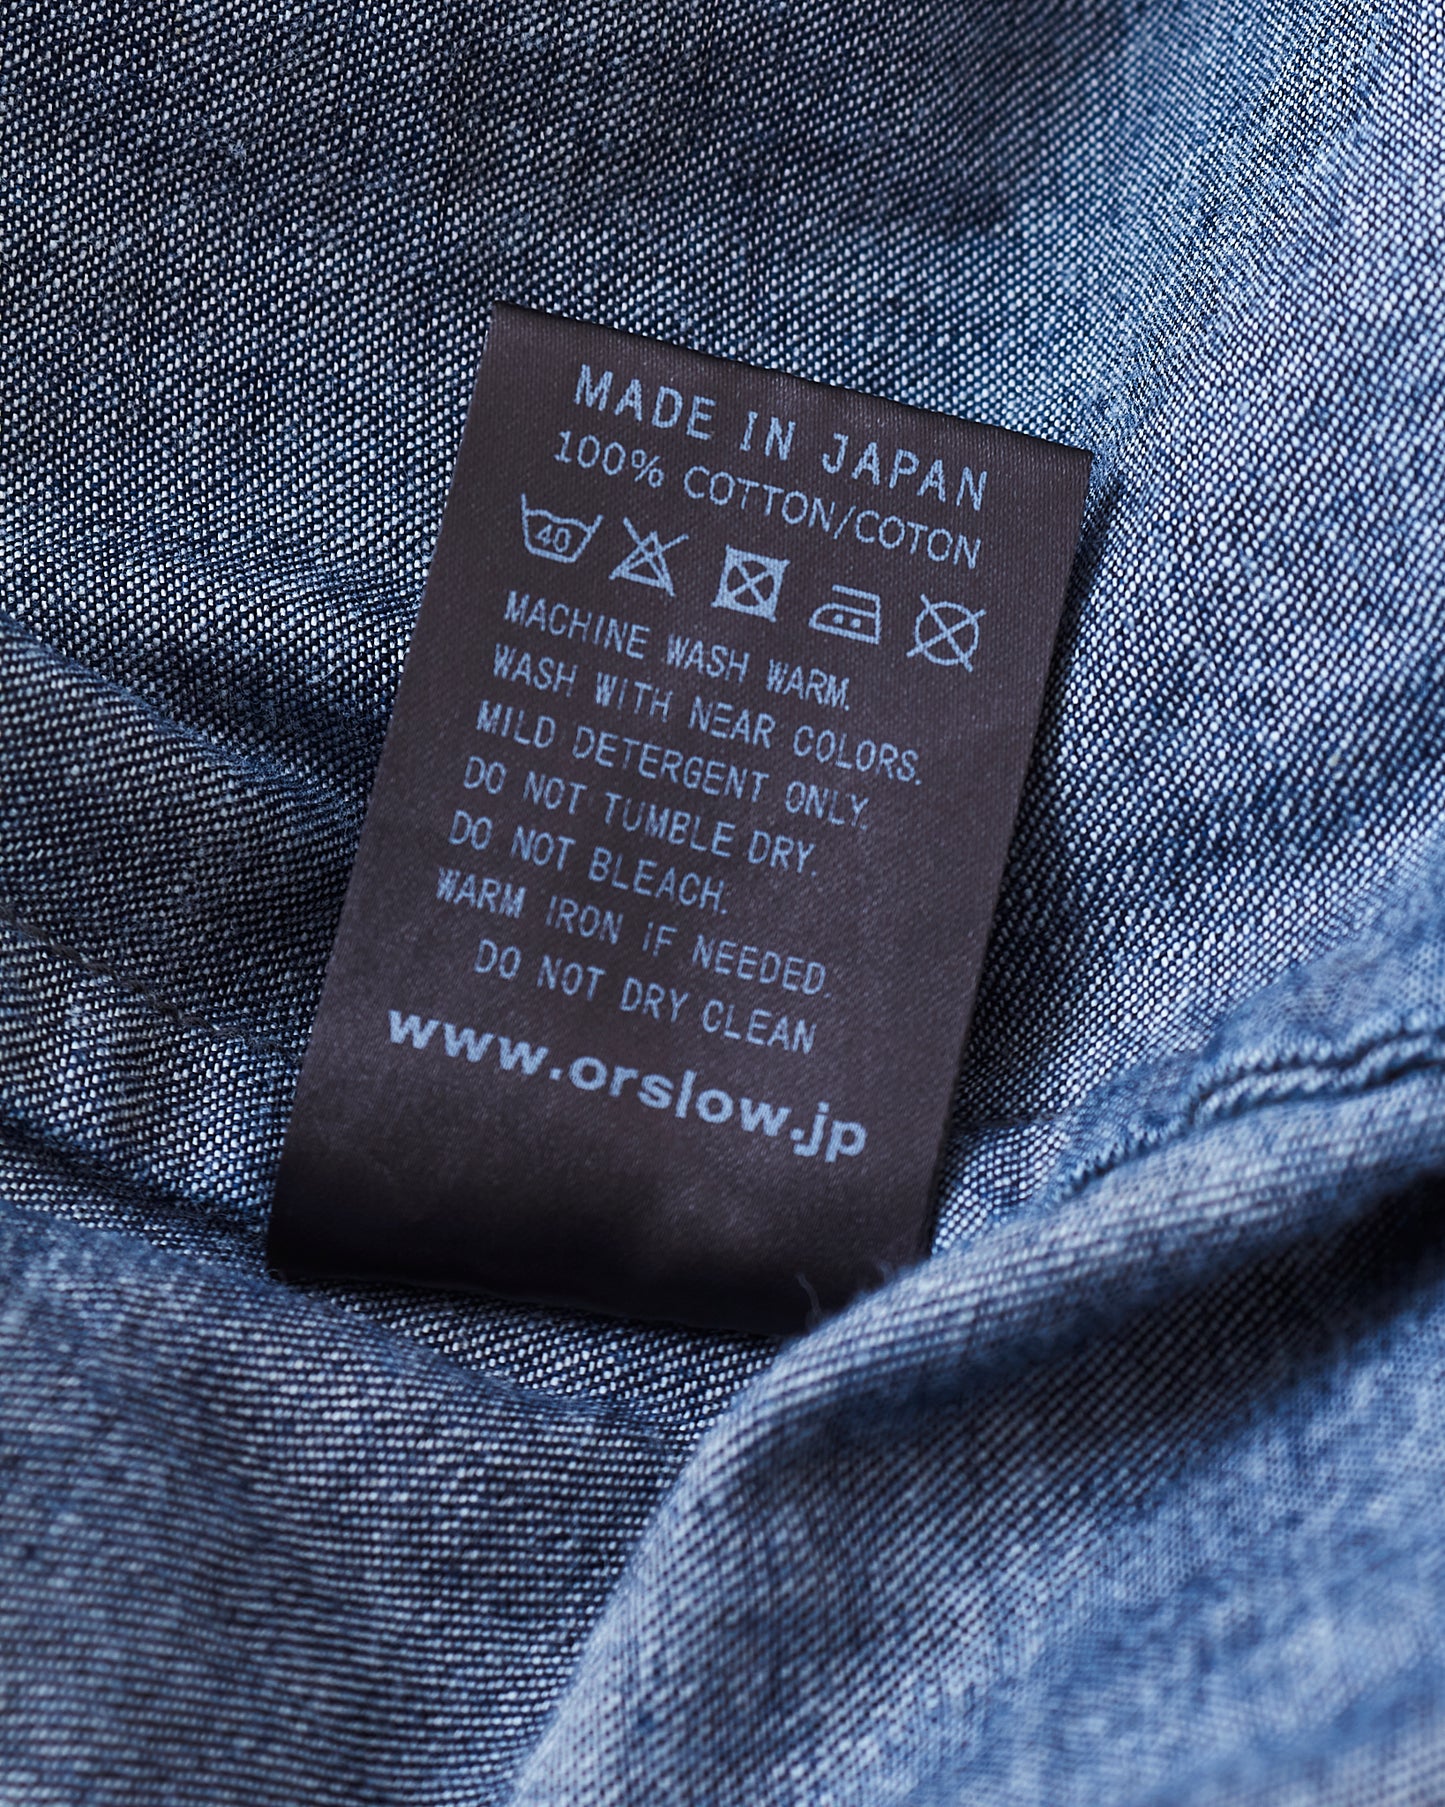 MADE IN JAPAN
100% COTTON/COTON
40
MACHINE WASH WARM.
WASH WITH NEAR COLORS.
MILD DETERGENT ONLY.
DO NOT TUMBLE DRY.
DO NOT BLEACH.
WARM IRON IF NEEDED.
DO NOT DRY CLEAN
www.orslow.jp